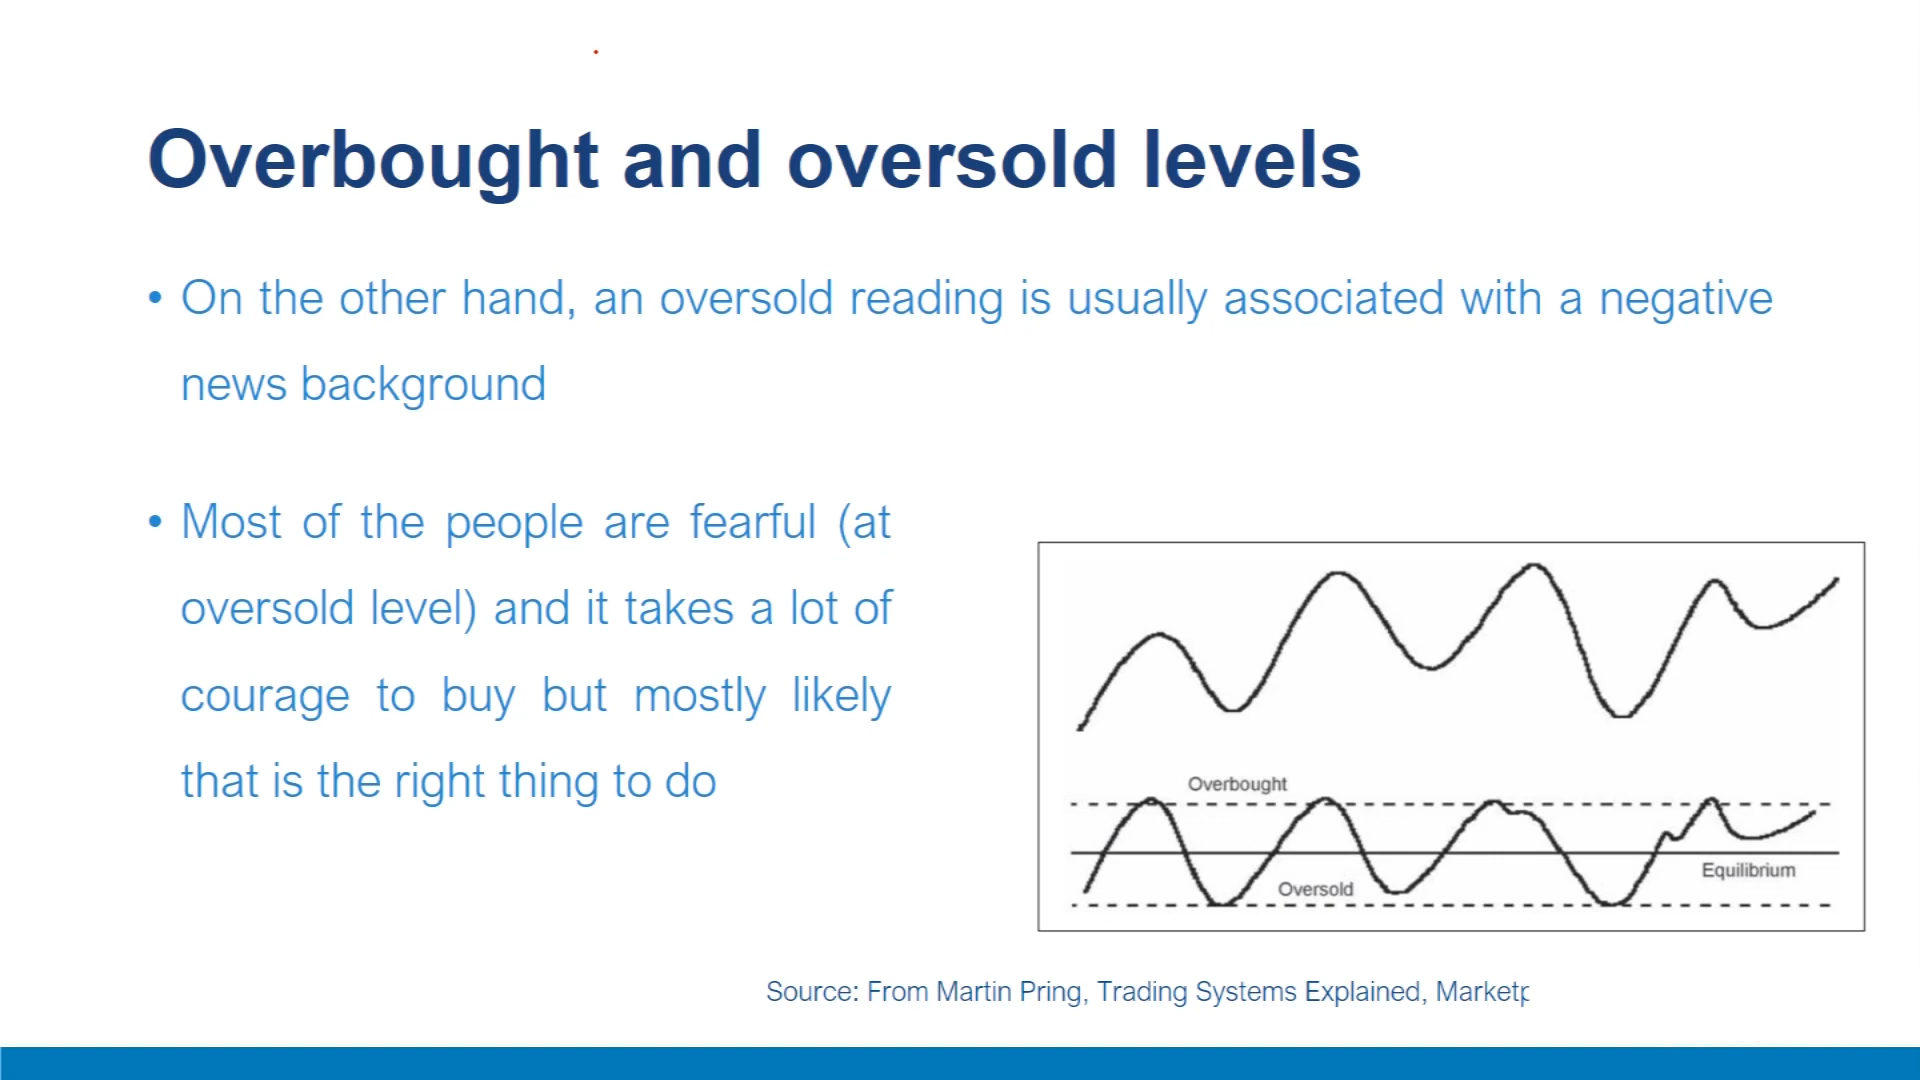 Overbought and oversold levels
• On the other hand, an oversold reading is usually associated with a negative
news background
• Most of the people are fearful (at
oversold level) and it takes a lot of
courage to buy but mostly likely
that is the right thing to do
Overbought
Equilibrium
Oversold
Source: From Martin Pring, Trading Systems Explained, Marketp